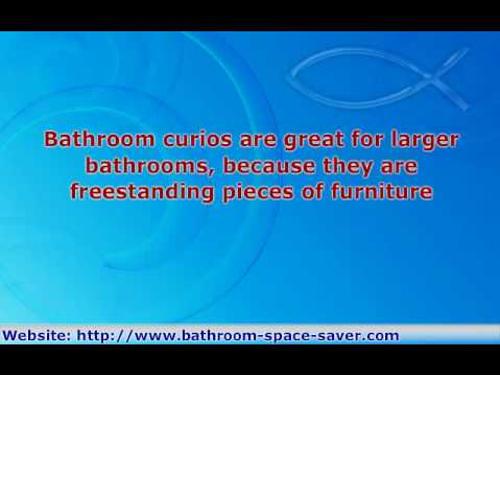 Bathroom curios are great for larger
bathrooms, because they are
freestanding pieces of furniture
Website: http://www.bathroom-space-saver.com